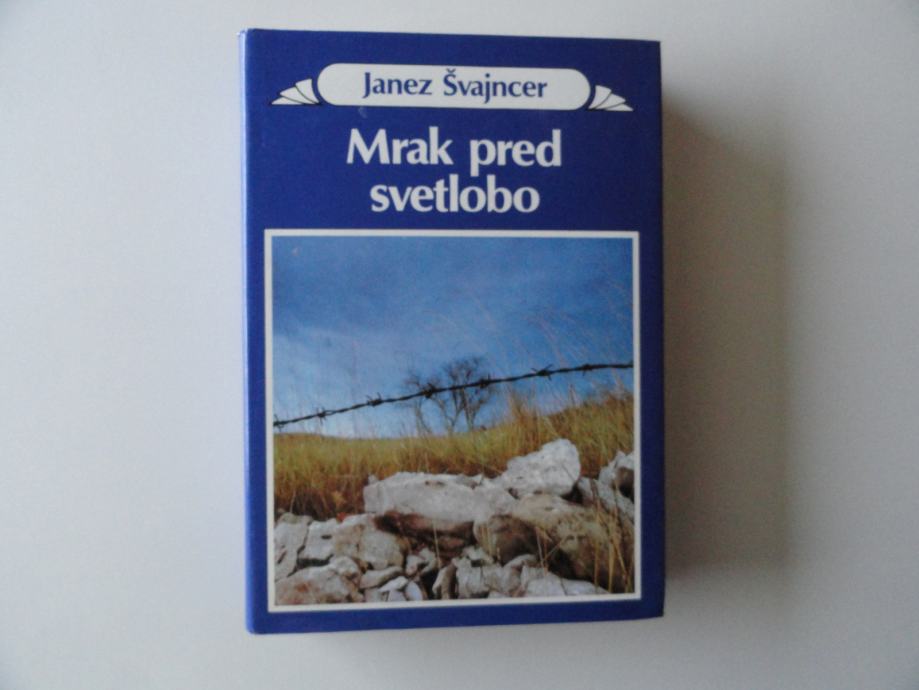 Janez Švajncer
Mrak pred
svetlobo